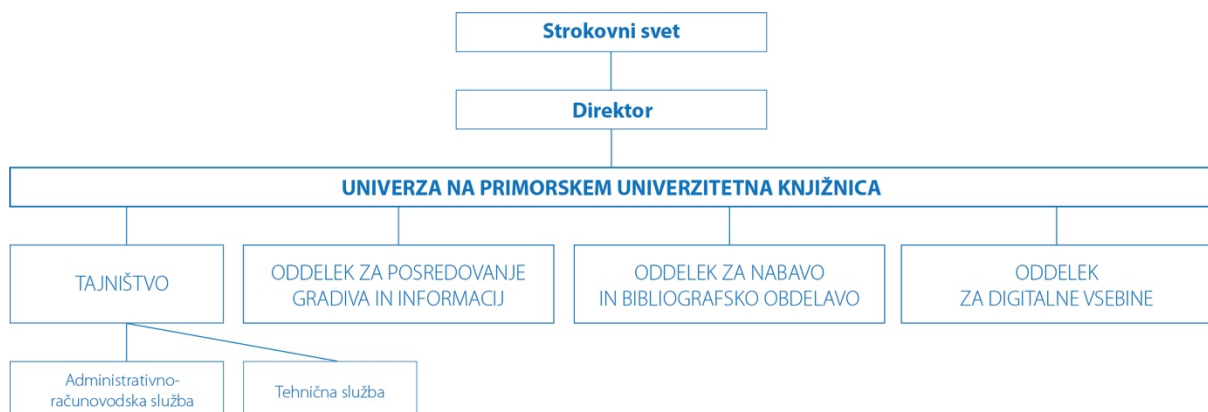 Strokovni svet
Direktor
UNIVERZA NA PRIMORSKEM UNIVERZITETNA KNJIŽNICA
TAJNIŠTVO
ODDELEK ZA POSREDOVANJE
GRADIVA IN INFORMACIJ
ODDELEK ZA NABAVO
IN BIBLIOGRAFSKO OBDELAVO
ODDELEK
ZA DIGITALNE VSEBINE
Administrativno-
računovodska služba
Tehnična služba